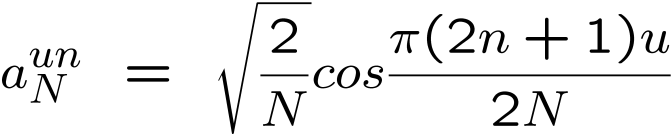 a_N^{un} = \sqrt{\frac{2}{N}} cos \frac{\pi(2n + 1)u}{2N}